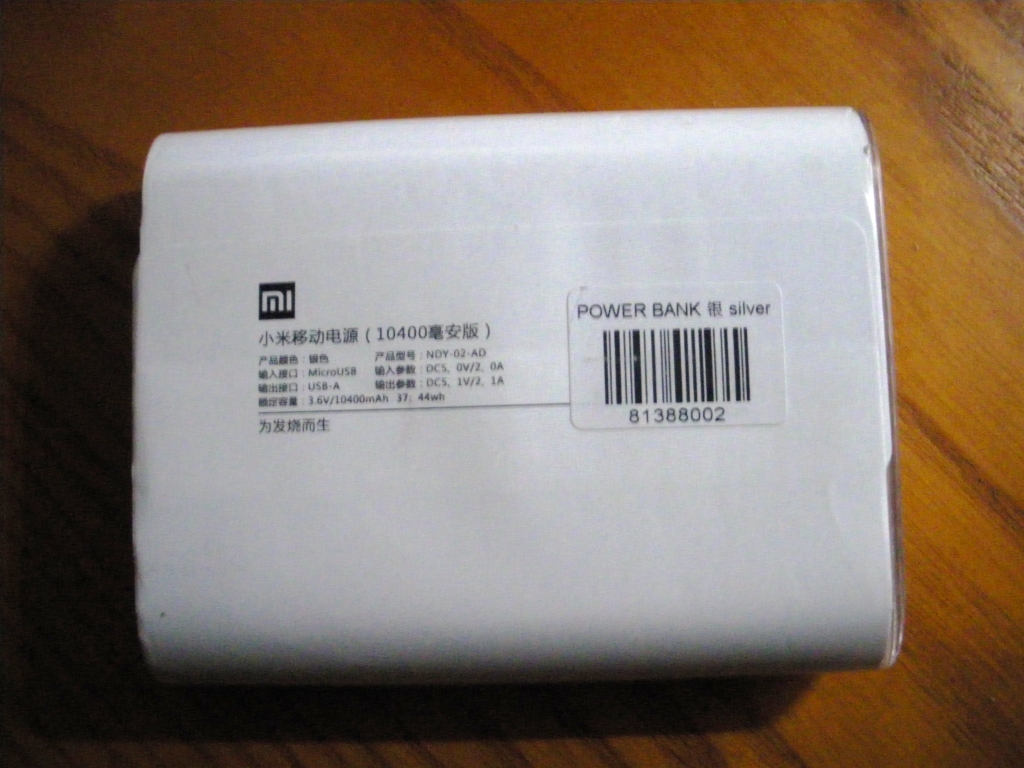 mi
小米移动电源（10400毫安版）
产品颜色：银色 产品型号：NDY-02-AD
输入接口：MicroUSB 输入参数：DC5, 0V/2, 0A
输出接口：USB-A 输出参数：DC5, 1V/2, 1A
额定容量：3.6V/10400mAh 37; 44wh
为发烧而生
POWER BANK 银 silver
81388002